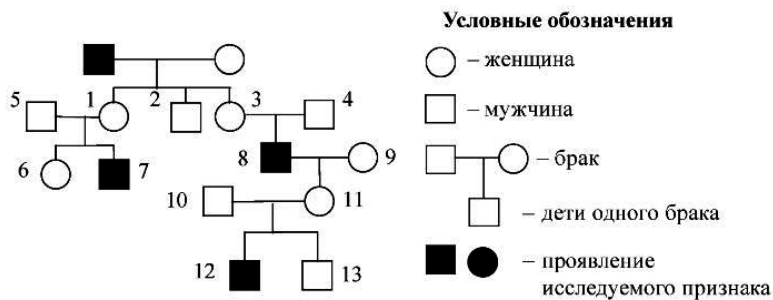 Условные обозначения
– женщина
– мужчина
– брак
– дети одного брака
– проявление
исследуемого признака
5 1 2 3 4
6 7 8 9
10 11
12 13